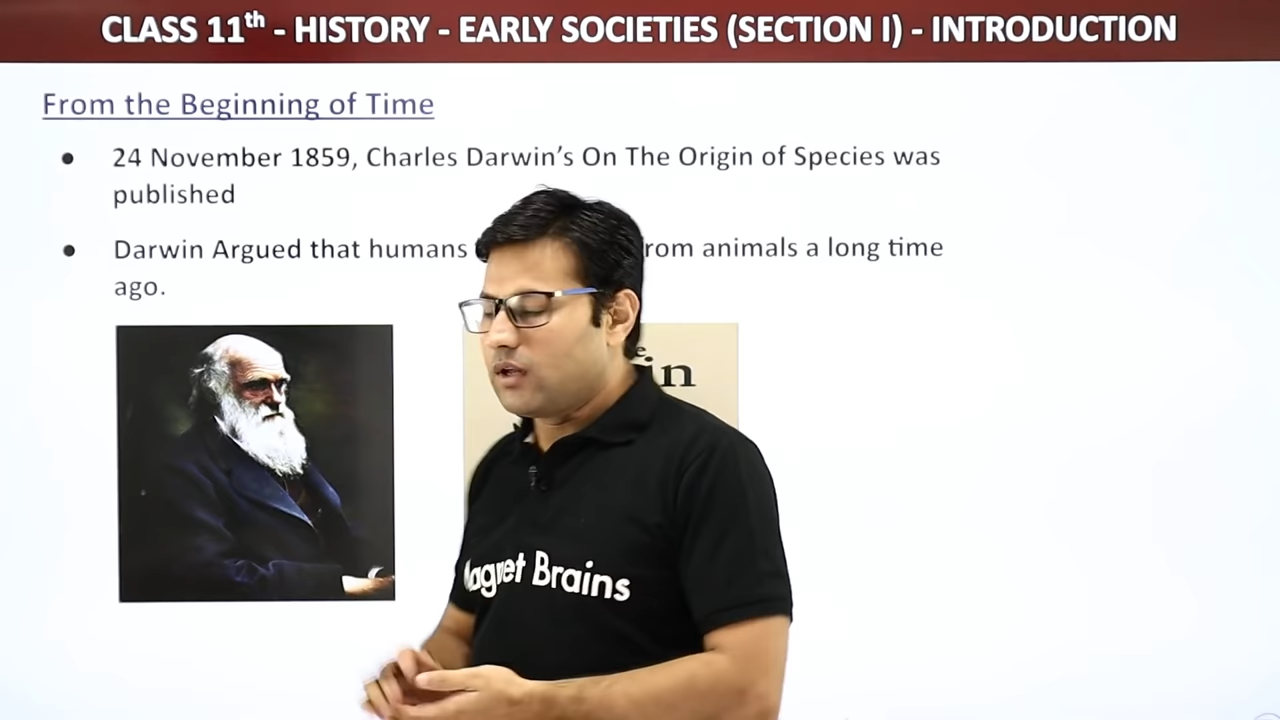 CLASS 11th - HISTORY - EARLY SOCIETIES (SECTION I) - INTRODUCTION
From the Beginning of Time
● 24 November 1859, Charles Darwin's On The Origin of Species was
published
● Darwin Argued that humans rom animals a long time
ago.
e
in
agnet Brains